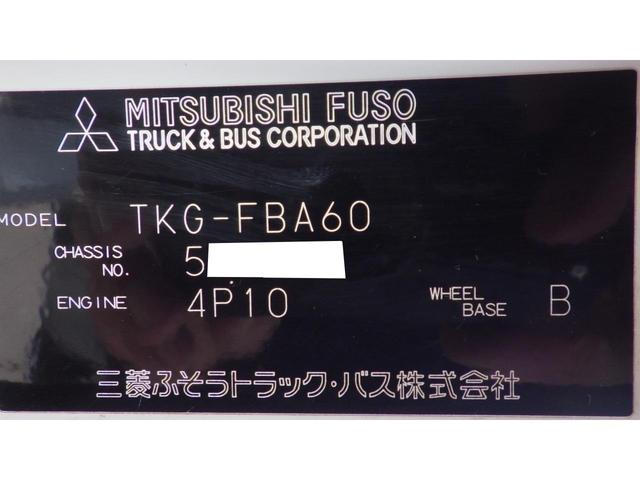 MITSUBISHI FUSO
TRUCK & BUS CORPORATION
MODEL TKG-FBA60
CHASSIS NO. 5
ENGINE 4P10 WHEEL BASE B
三菱ふそうトラック・バス株式会社